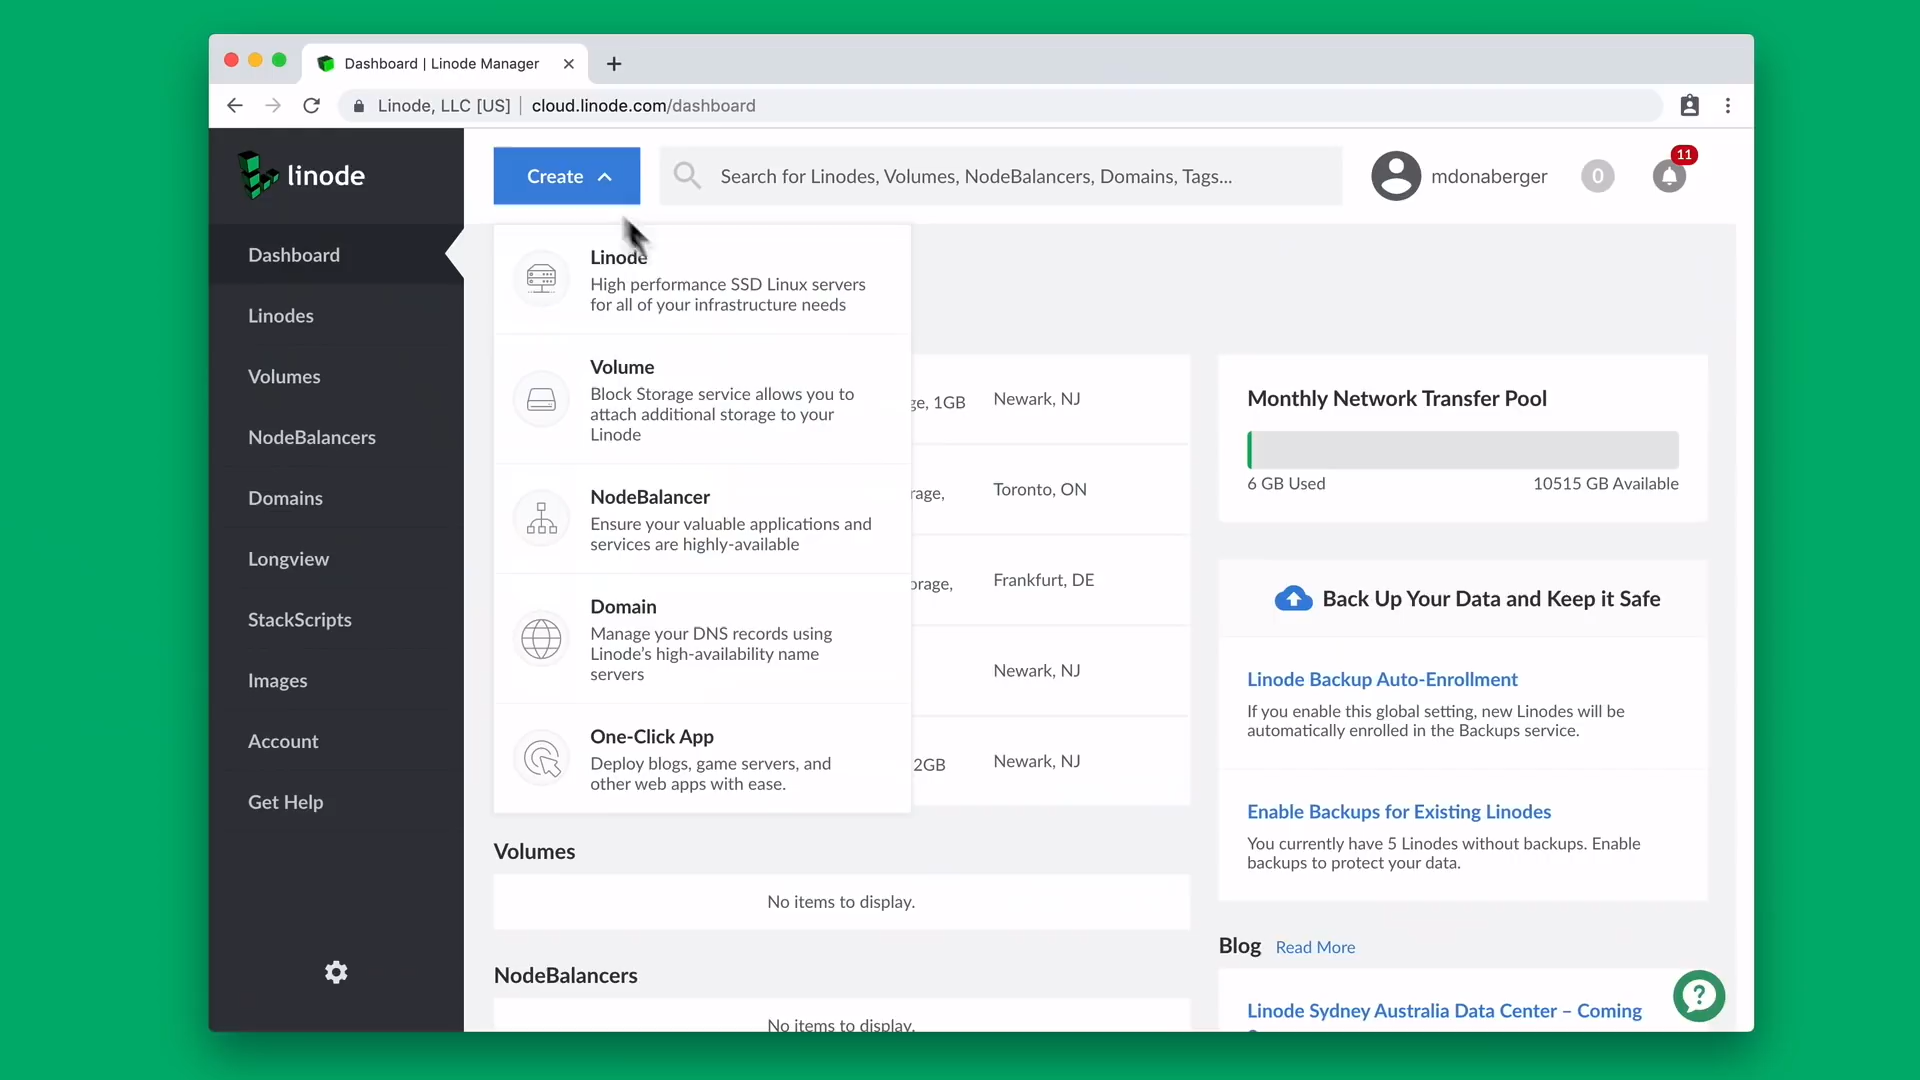 Dashboard | Linode Manager
Linode, LLC [US] | cloud.linode.com/dashboard
linode
Create
Search for Linodes, Volumes, NodeBalancers, Domains, Tags...
mdonaberger
0
11
Dashboard
Linodes
Volumes
NodeBalancers
Domains
Longview
StackScripts
Images
Account
Get Help
Linode
High performance SSD Linux servers
for all of your infrastructure needs
Volume
Block Storage service allows you to
attach additional storage to your
Linode
NodeBalancer
Ensure your valuable applications and
services are highly-available
Domain
Manage your DNS records using
Linode's high-availability name
servers
One-Click App
Deploy blogs, game servers, and
other web apps with ease.
ge, 1GB
Newark, NJ
rage,
Toronto, ON
orage,
Frankfurt, DE
Newark, NJ
2GB
Newark, NJ
Volumes
No items to display.
NodeBalancers
No items to display.
Monthly Network Transfer Pool
6 GB Used
10515 GB Available
Back Up Your Data and Keep it Safe
Linode Backup Auto-Enrollment
If you enable this global setting, new Linodes will be
automatically enrolled in the Backups service.
Enable Backups for Existing Linodes
You currently have 5 Linodes without backups. Enable
backups to protect your data.
Blog Read More
Linode Sydney Australia Data Center – Coming